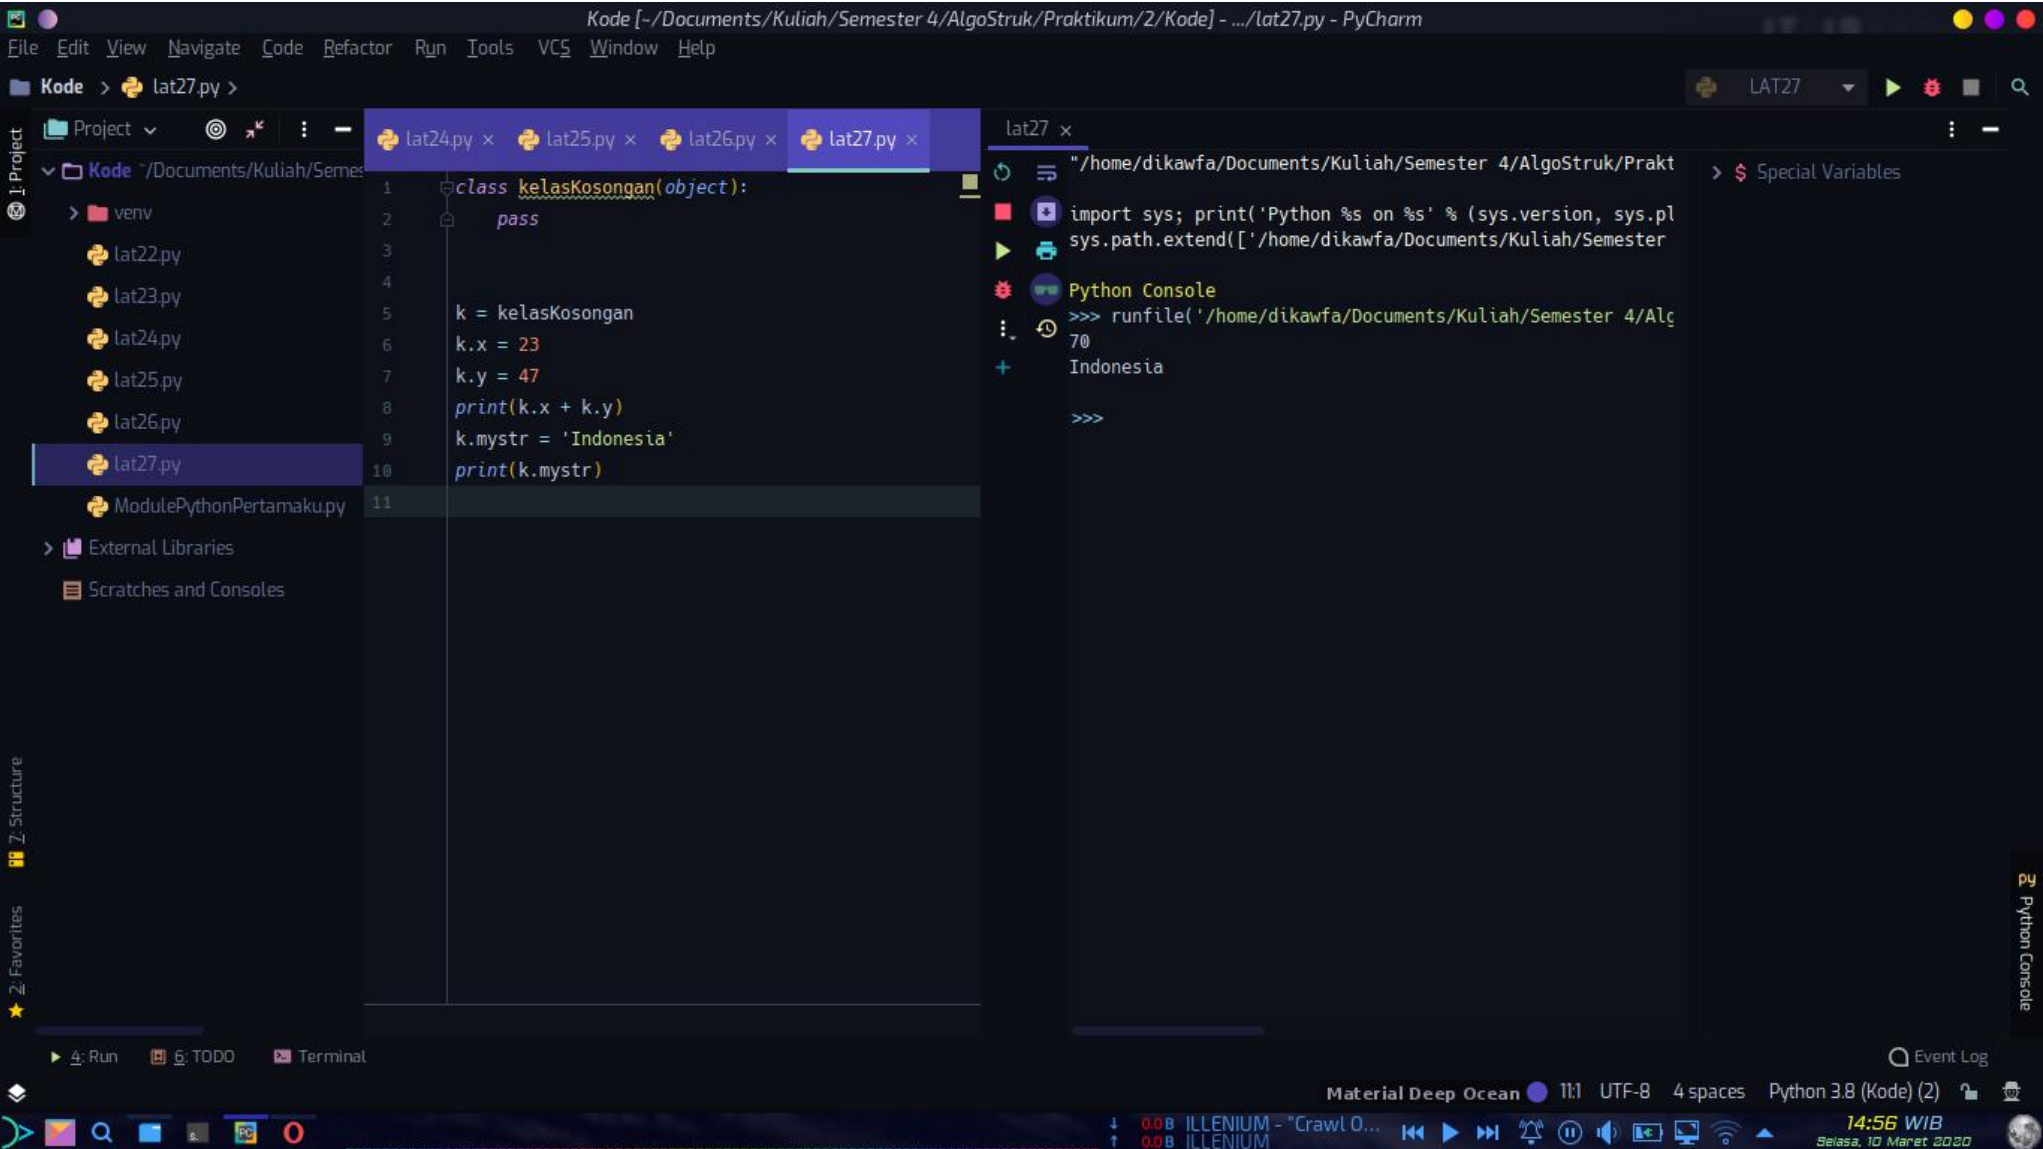 Kode [~/Documents/Kuliah/Semester 4/AlgoStruk/Praktikum/2/Kode] - .../lat27.py - PyCharm
File Edit View Navigate Code Refactor Run Tools VCS Window Help
Kode > lat27.py >
LAT27
1: Project
Project
Kode ~/Documents/Kuliah/Semes
venv
lat22.py
lat23.py
lat24.py
lat25.py
lat26.py
lat27.py
ModulePythonPertamaku.py
External Libraries
Scratches and Consoles
7: Structure
2: Favorites
lat24.py × lat25.py × lat26.py × lat27.py ×
1 class kelasKosongan(object):
2 pass
3
4
5 k = kelasKosongan
6 k.x = 23
7 k.y = 47
8 print(k.x + k.y)
9 k.mystr = 'Indonesia'
10 print(k.mystr)
11
lat27 ×
"/home/dikawfa/Documents/Kuliah/Semester 4/AlgoStruk/Prakt
import sys; print('Python %s on %s' % (sys.version, sys.pl
sys.path.extend(['/home/dikawfa/Documents/Kuliah/Semester
Python Console
>>> runfile('/home/dikawfa/Documents/Kuliah/Semester 4/Alg
70
Indonesia
>>>
> $ Special Variables
py Python Console
4: Run 6: TODO Terminal
Event Log
Material Deep Ocean 11:1 UTF-8 4 spaces Python 3.8 (Kode) (2)
PC
↓ 0.0 B ILLENIUM - "Crawl O...
↑ 0.0 B ILLENIUM
14:56 WIB
Selasa, 10 Maret 2020